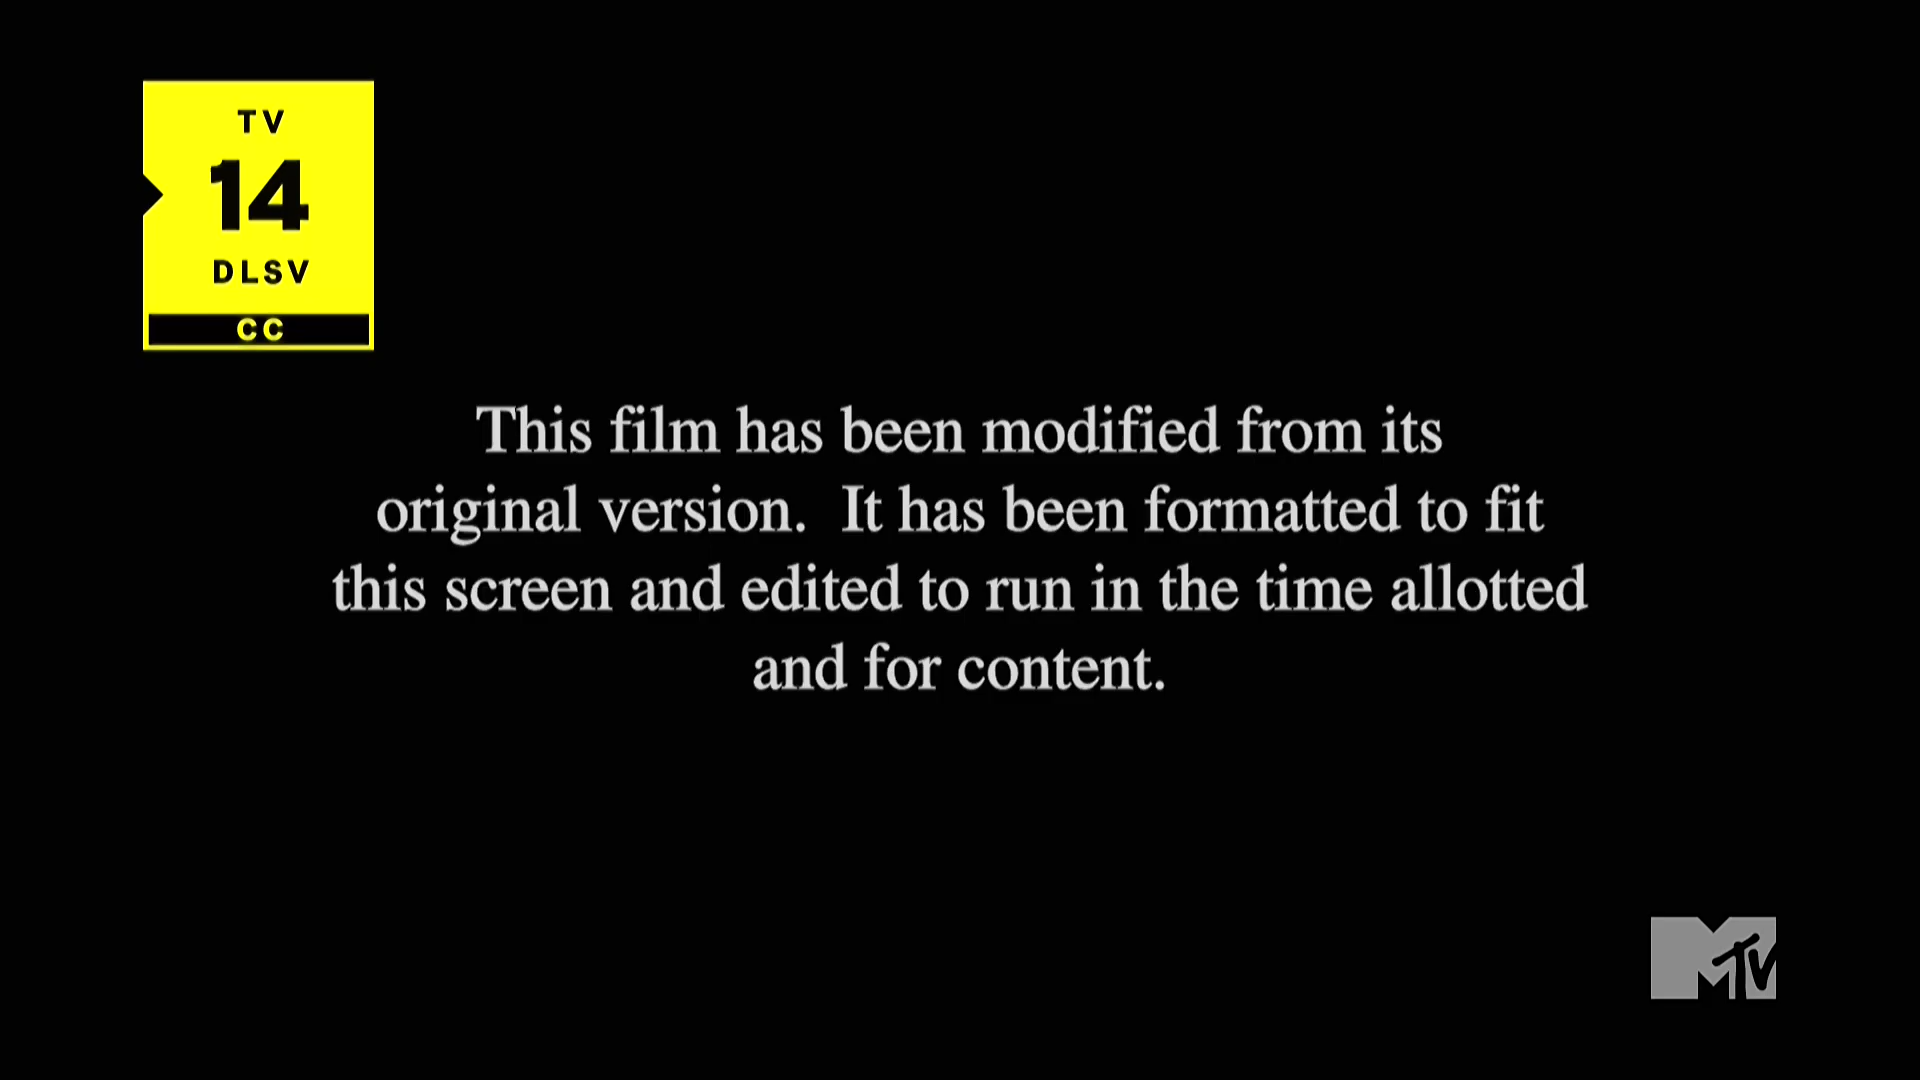 TV
14
DLSV
CC
This film has been modified from its
original version.  It has been formatted to fit
this screen and edited to run in the time allotted
and for content.
MTV